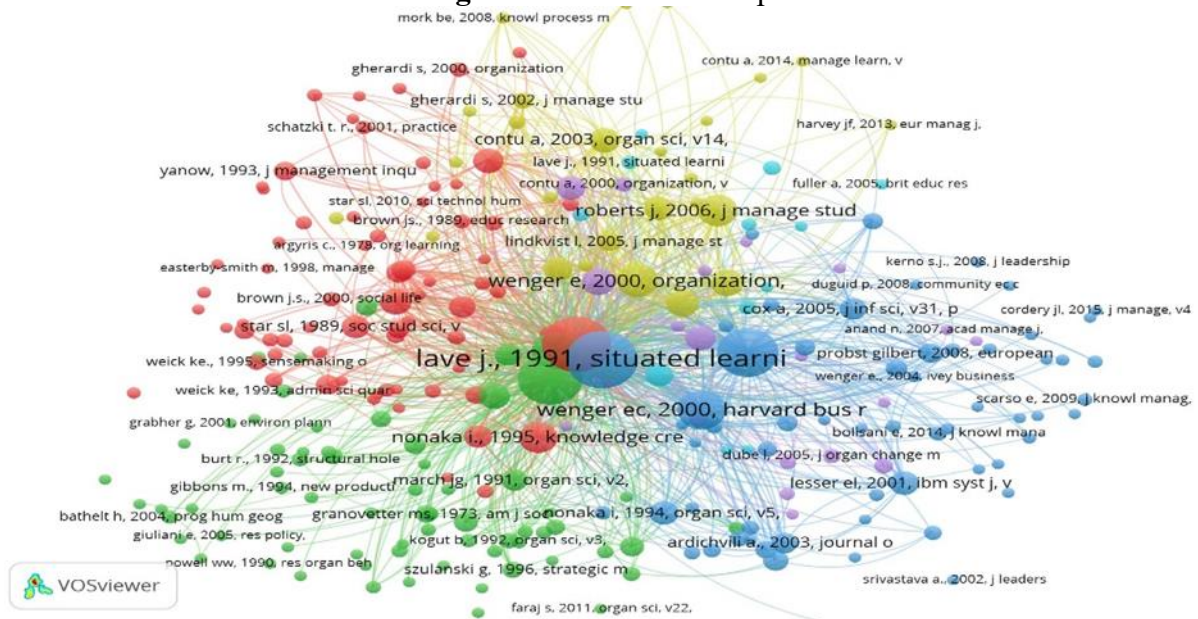 mork be, 2008, knowl process m
contu a, 2014, manage learn, v
gherardi s, 2000, organization
gherardi s, 2002, j manage stu
schatzki t. r., 2001, practice
harvey jf, 2013, eur manag j,
contu a, 2003, organ sci, v14,
lave j., 1991, situated learni
yanow, 1993, j management inqu
contu a, 2000, organization, v
fuller a. 2005, brit educ res
star sl, 2010, sci technol hum
roberts j, 2006, j manage stud
brown js., 1989, educ research
argyris c., 1978, org learning
lindkvist l, 2005, j manage st
easterby-smith m, 1998, manage
kerno s.j., 2008, j leadership
wenger e, 2000, organization,
duguid p, 2008, community ec c
brown j.s., 2000, social life
cox a, 2005, j inf sci, v31, p
cordery jl, 2015, j manage, v4
star sl, 1989, soc stud sci, v
anand n, 2007, acad manage j,
lave j., 1991, situated learni
probst gilbert, 2008, european
weick ke., 1995, sensemaking o
wenger e., 2004, ivey business
weick ke, 1993, admin sci quar
scarso e, 2009, j knowl manag,
wenger ec, 2000, harvard bus r
grabher g, 2001, environ plann
nonaka i., 1995, knowledge cre
bolisani e, 2014, j knowl mana
burt r., 1992, structural hole
dube l, 2005, j organ change m
gibbons m., 1994, new producti
march jg, 1991, organ sci, v2,
lesser el, 2001, ibm syst j, v
bathelt h, 2004, prog hum geog
granovetter ms, 1973, am j soc
nonaka i, 1994, organ sci, v5,
giuliani e, 2005, res policy,
kogut b, 1992, organ sci, v3,
ardichvili a., 2003, journal o
powell ww, 1990, res organ beh
szulanski g, 1996, strategic m
srivastava a., 2002, j leaders
VOSviewer
faraj s, 2011, organ sci, v22,